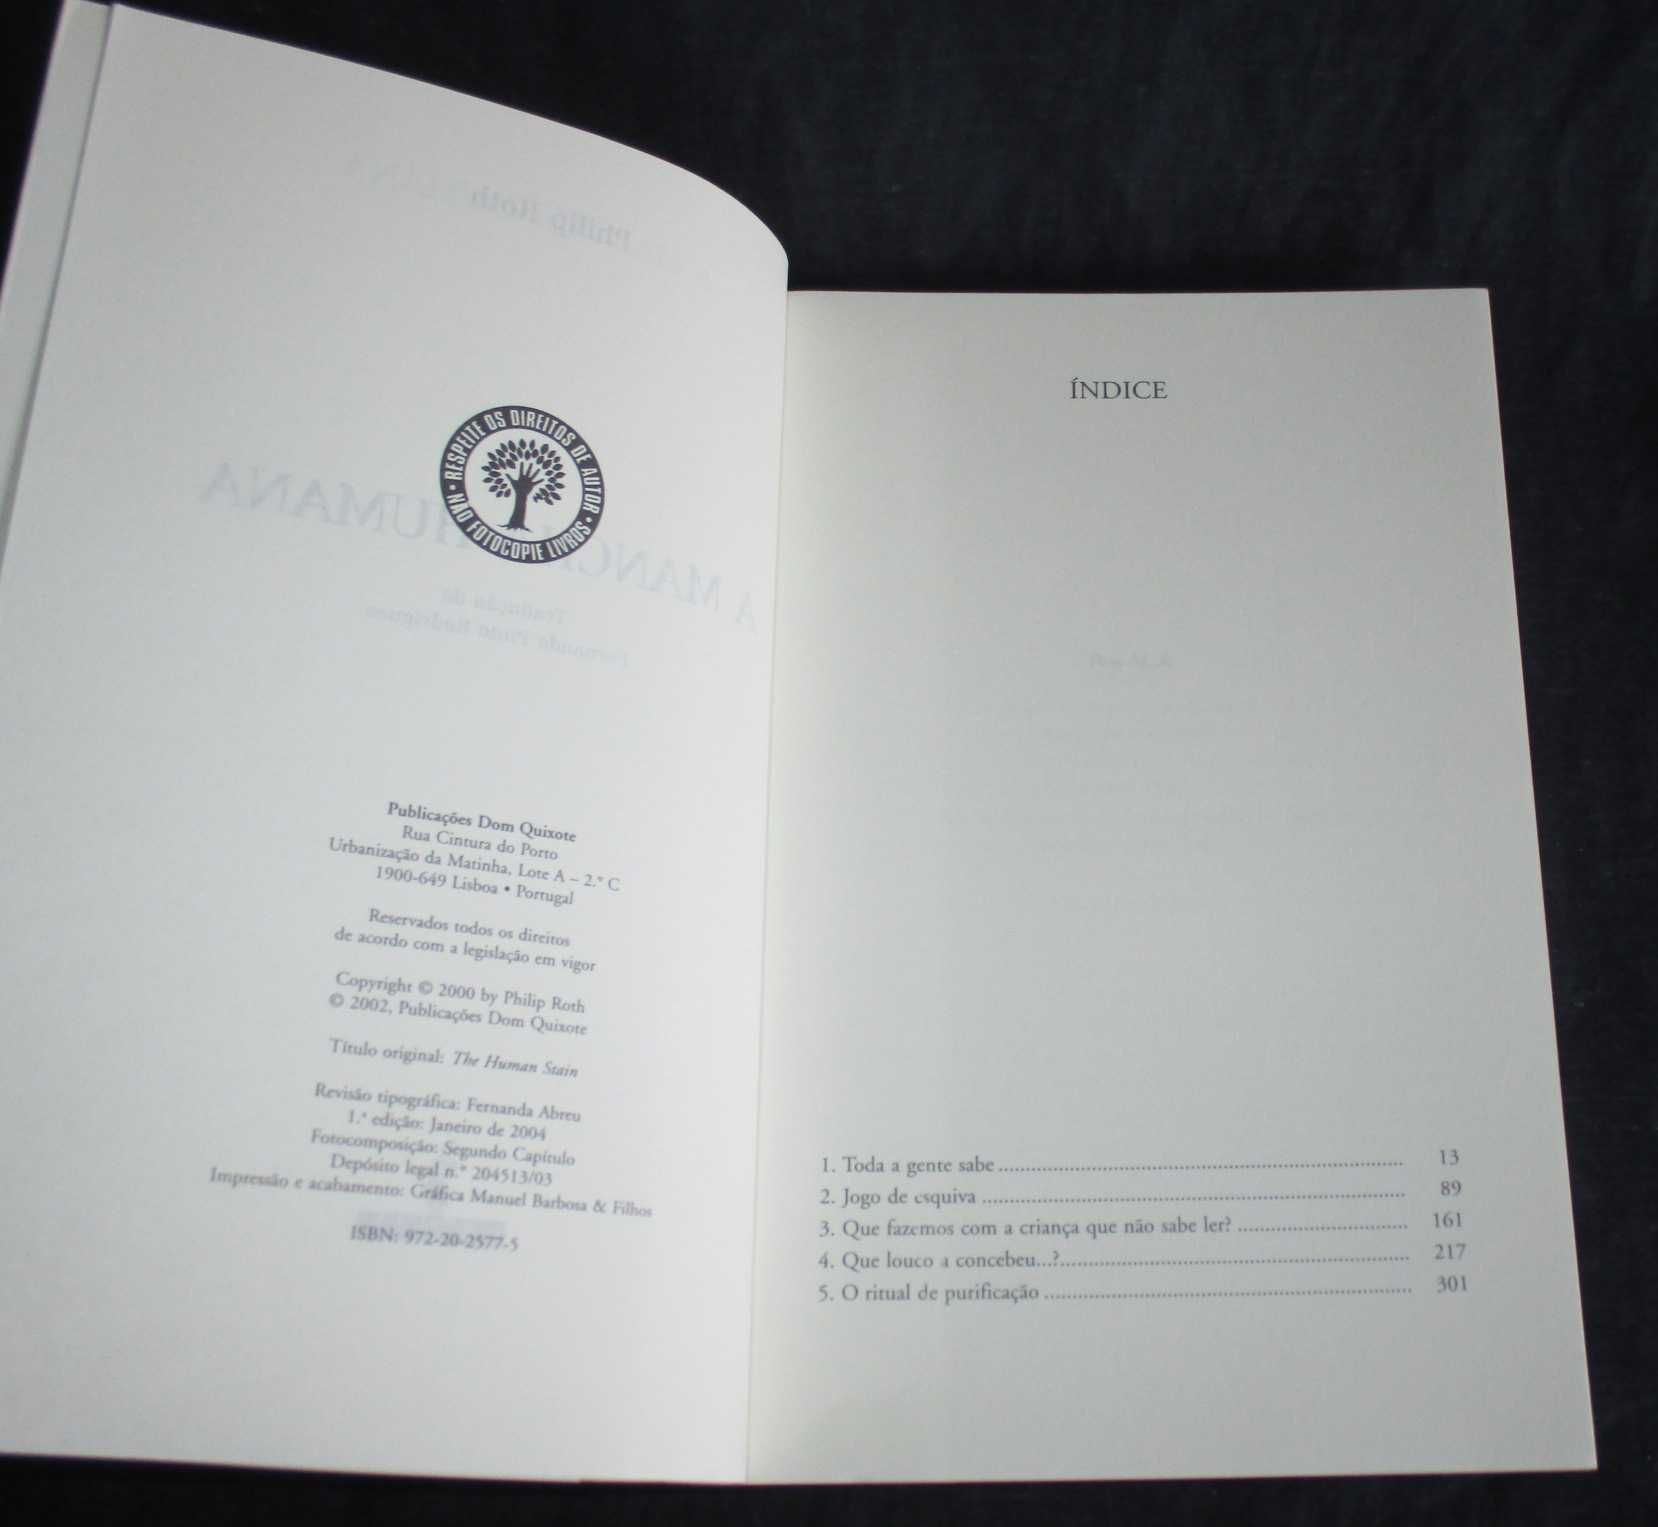 RESPEITE OS DIREITOS DE AUTOR •
NÃO FOTOCOPIE LIVROS •
Publicações Dom Quixote
Rua Cintura do Porto
Urbanização da Matinha, Lote A – 2.º C
1900-649 Lisboa • Portugal
Reservados todos os direitos
de acordo com a legislação em vigor
Copyright © 2000 by Philip Roth
© 2002, Publicações Dom Quixote
Título original: The Human Stain
Revisão tipográfica: Fernanda Abreu
1.ª edição: Janeiro de 2004
Fotocomposição: Segundo Capítulo
Depósito legal n.º 204513/03
Impressão e acabamento: Gráfica Manuel Barbosa & Filhos
ISBN: 972-20-2577-5
ÍNDICE
1. Toda a gente sabe ........ 13
2. Jogo de esquiva ........ 89
3. Que fazemos com a criança que não sabe ler? ........ 161
4. Que louco a concebeu...? ........ 217
5. O ritual de purificação ........ 301